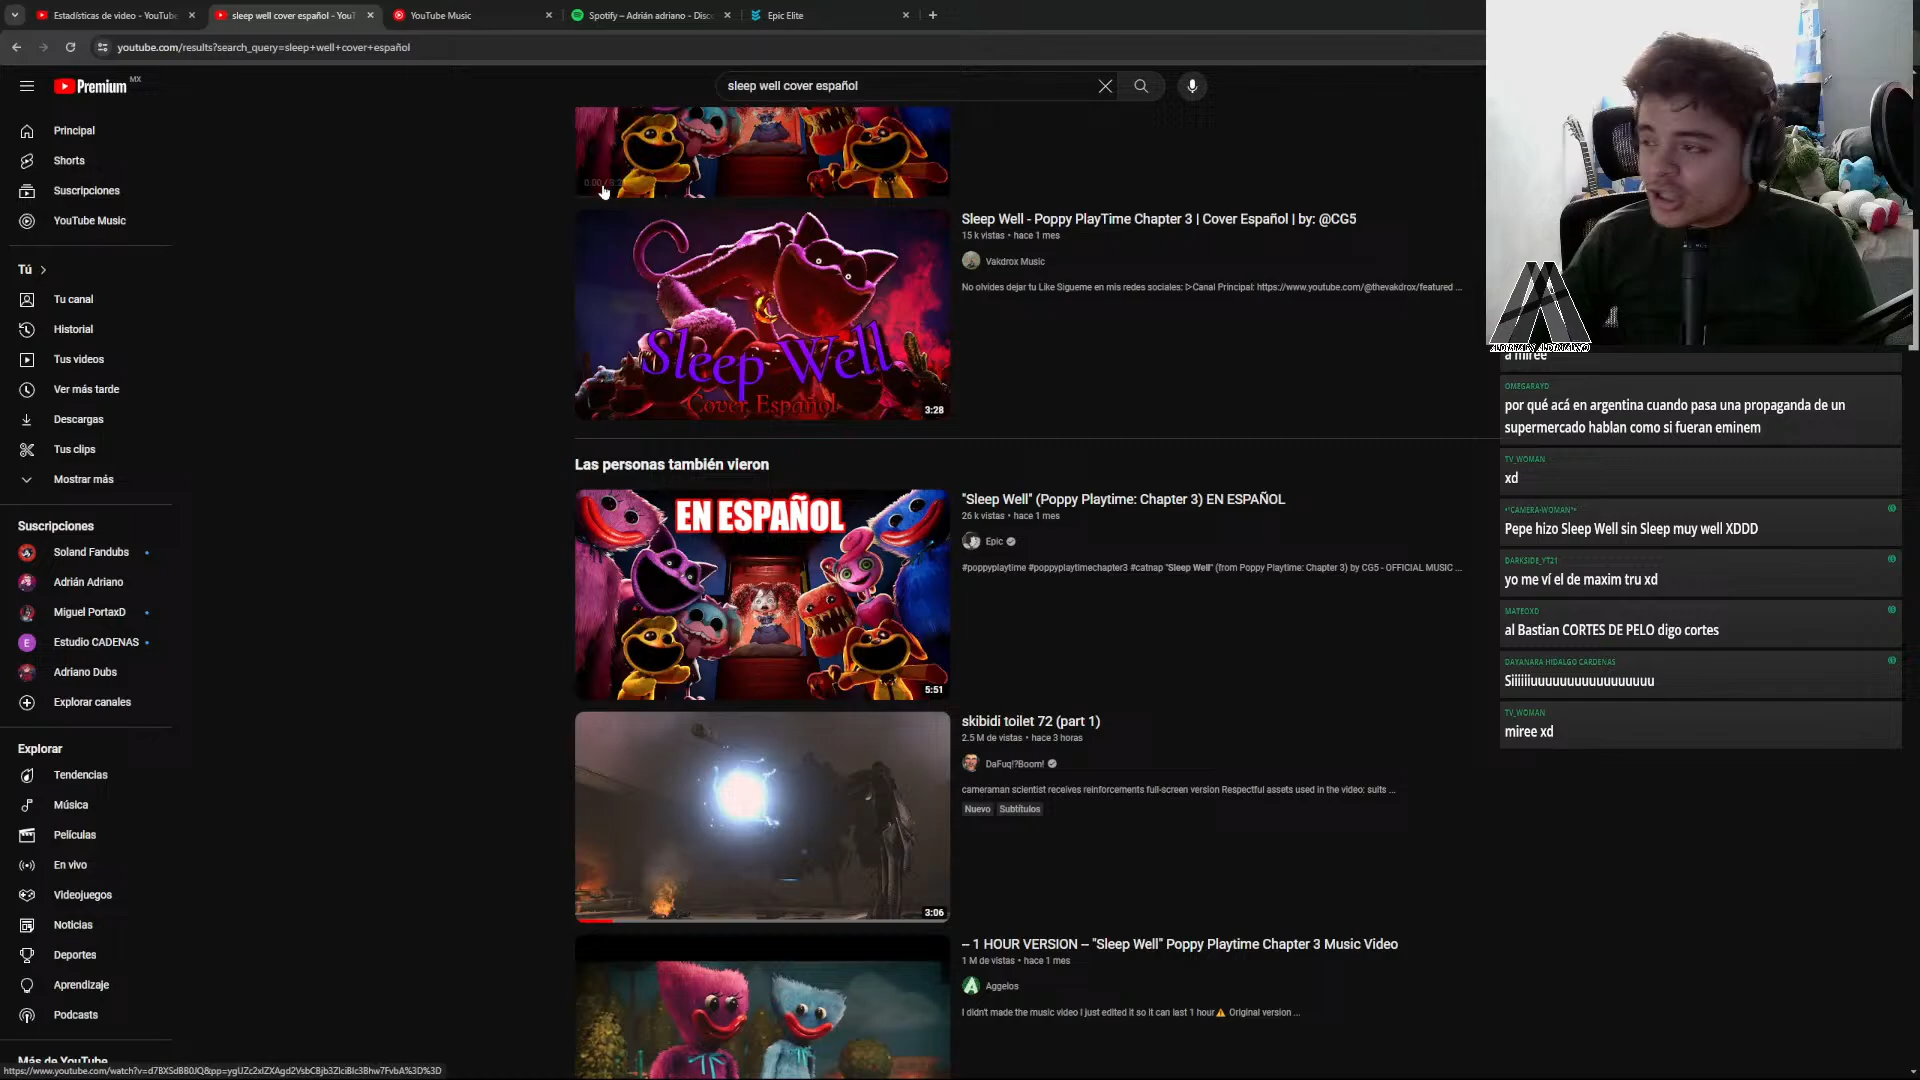 Estadísticas de video - YouTube
sleep well cover español - YouT
YouTube Music
Spotify – Adrián adriano - Disc
Epic Elite
youtube.com/results?search_query=sleep+well+cover+español
Premium
MX
sleep well cover español
Principal
Shorts
Suscripciones
YouTube Music
Tú
Tu canal
Historial
Tus videos
Ver más tarde
Descargas
Tus clips
Mostrar más
Suscripciones
Soland Fandubs
Adrián Adriano
Miguel PortaxD
E
Estudio CADENAS
Adriano Dubs
Explorar canales
Explorar
Tendencias
Música
Películas
En vivo
Videojuegos
Noticias
Deportes
Aprendizaje
Podcasts
Más de YouTube
Sleep Well
Cover Español
3:28
Sleep Well - Poppy PlayTime Chapter 3 | Cover Español | by: @CG5
15 k vistas • hace 1 mes
Vakdrox Music
No olvides dejar tu Like Sigueme en mis redes sociales: ▷Canal Principal: https://www.youtube.com/@thevakdrox/featured ...
Las personas también vieron
EN ESPAÑOL
5:51
"Sleep Well" (Poppy Playtime: Chapter 3) EN ESPAÑOL
26 k vistas • hace 1 mes
Epic
#poppyplaytime #poppyplaytimechapter3 #catnap "Sleep Well" (from Poppy Playtime: Chapter 3) by CG5 - OFFICIAL MUSIC ...
3:06
skibidi toilet 72 (part 1)
2.5 M de vistas • hace 3 horas
DaFuq!?Boom!
cameraman scientist receives reinforcements full-screen version Respectful assets used in the video: suits ...
Nuevo
Subtítulos
– 1 HOUR VERSION – "Sleep Well" Poppy Playtime Chapter 3 Music Video
1 M de vistas • hace 1 mes
A
Aggelos
I didn't made the music video I just edited it so it can last 1 hour⚠ Original version ...
ADRIÁN ADRIANO
a miree
OMEGARAYD
por qué acá en argentina cuando pasa una propaganda de un
supermercado hablan como si fueran eminem
TV_WOMAN
xd
•°CAMERA-WOMAN°•
Pepe hizo Sleep Well sin Sleep muy well XDDD
DARKSIDE_YT21
yo me ví el de maxim tru xd
MATEOXD
al Bastian CORTES DE PELO digo cortes
DAYANARA HIDALGO CARDENAS
Siiiiiiuuuuuuuuuuuuuuuuu
TV_WOMAN
miree xd